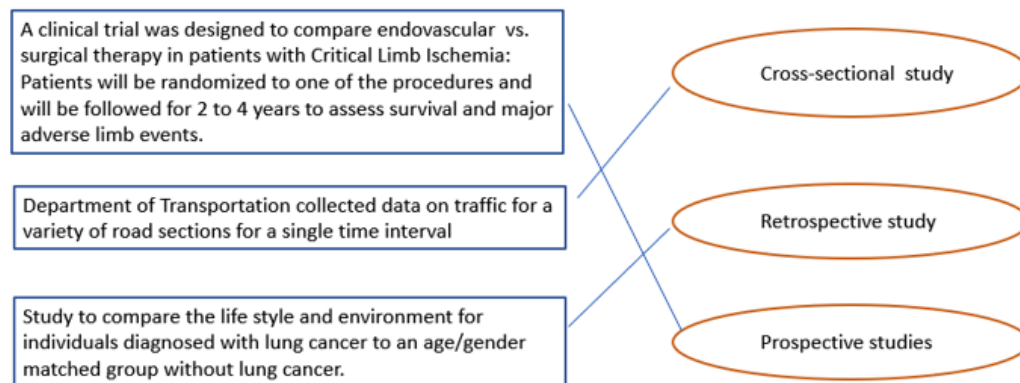 A clinical trial was designed to compare endovascular vs.
surgical therapy in patients with Critical Limb Ischemia:
Patients will be randomized to one of the procedures and
will be followed for 2 to 4 years to assess survival and major
adverse limb events.
Cross-sectional study
Department of Transportation collected data on traffic for a
variety of road sections for a single time interval
Retrospective study
Study to compare the life style and environment for
individuals diagnosed with lung cancer to an age/gender
matched group without lung cancer.
Prospective studies